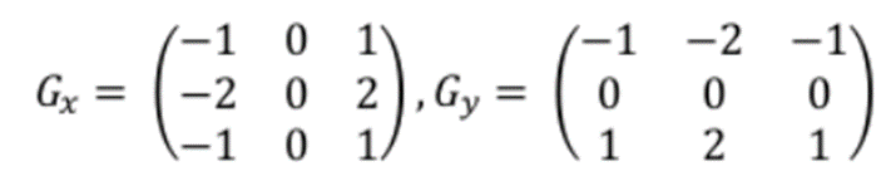 −1 0 1 −1 −2 −1
Gx = −2 0 2 , Gy = 0 0 0
−1 0 1 1 2 1